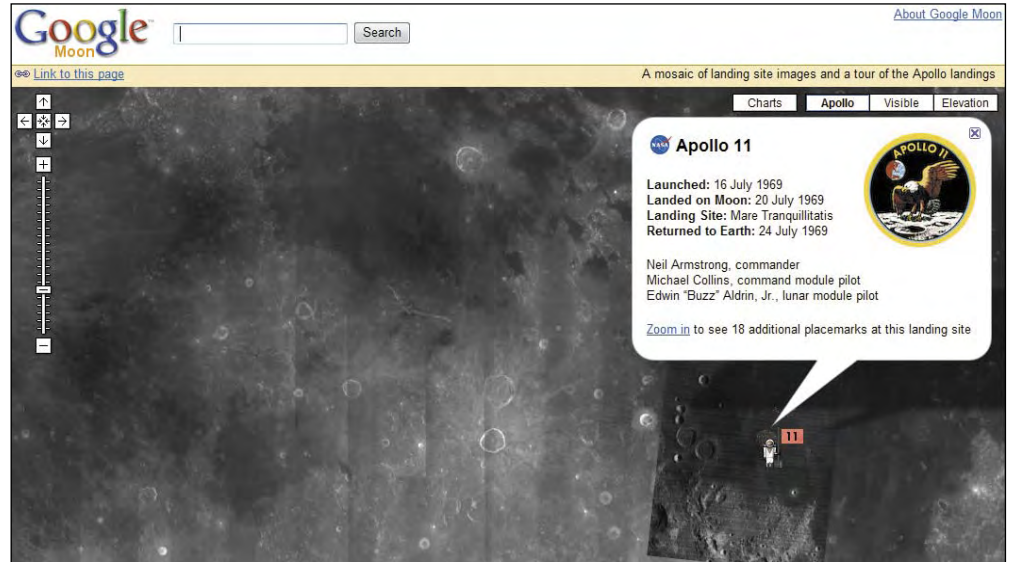 Google
Moon
Search
About Google Moon
Link to this page
A mosaic of landing site images and a tour of the Apollo landings
Charts
Apollo
Visible
Elevation
NASA
Apollo 11
APOLLO 11
Launched: 16 July 1969
Landed on Moon: 20 July 1969
Landing Site: Mare Tranquillitatis
Returned to Earth: 24 July 1969
Neil Armstrong, commander
Michael Collins, command module pilot
Edwin “Buzz” Aldrin, Jr., lunar module pilot
Zoom in to see 18 additional placemarks at this landing site
11